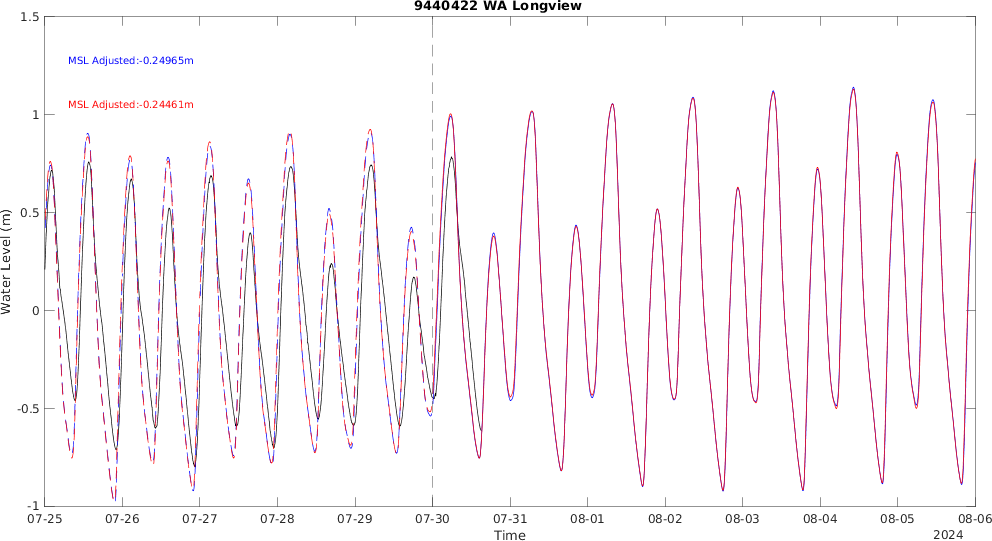 9440422 WA Longview
MSL Adjusted:-0.24965m
MSL Adjusted:-0.24461m
Water Level (m)
1.5
1
0.5
0
-0.5
-1
07-25 07-26 07-27 07-28 07-29 07-30 07-31 08-01 08-02 08-03 08-04 08-05 08-06
Time
2024